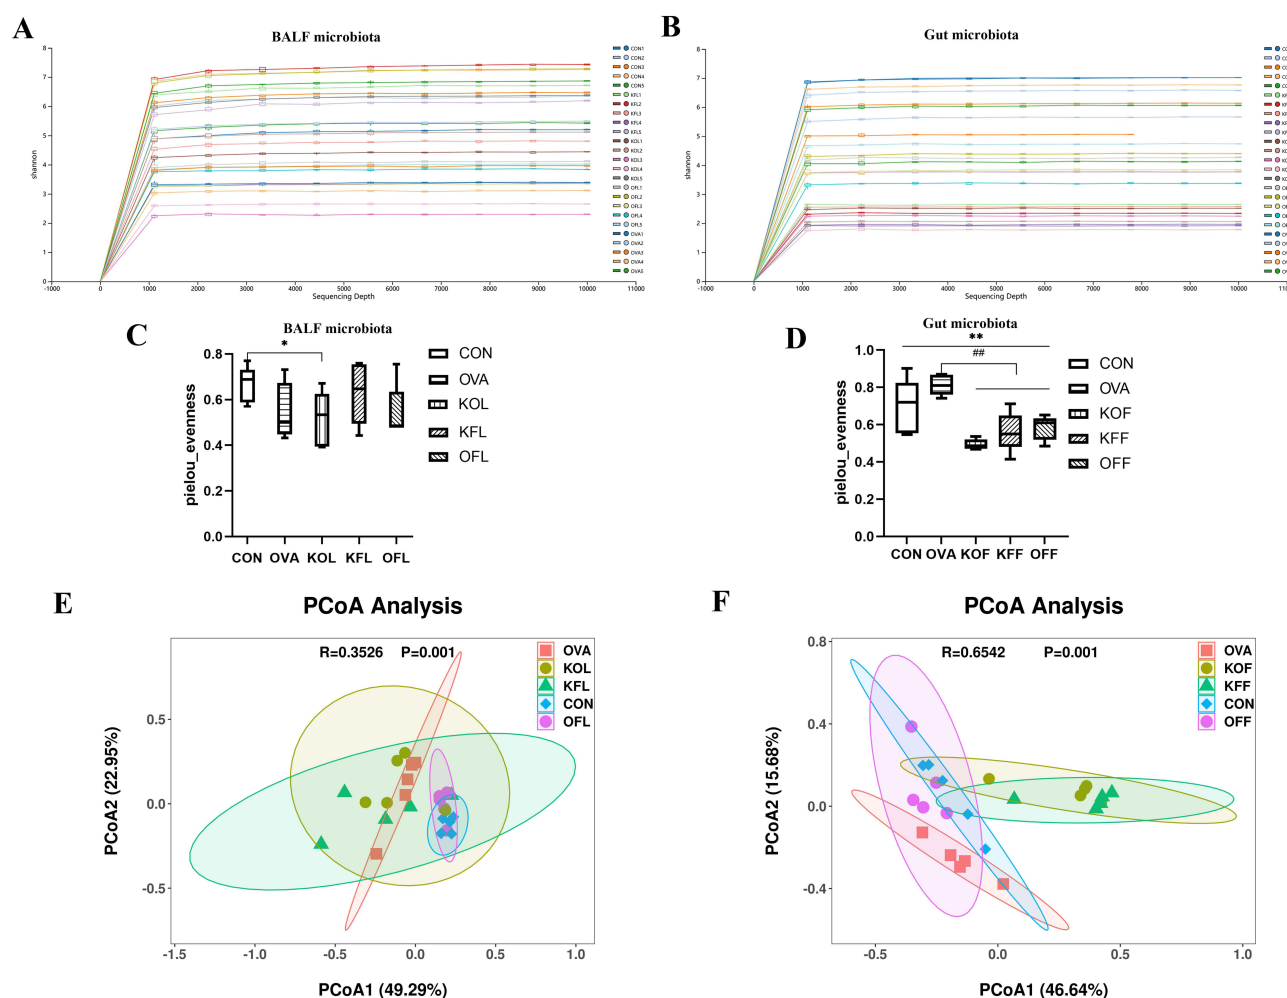 A
BALF microbiota
8
7
6
5
4
3
2
1
0
shannon
-1000
0
1000
2000
3000
4000
5000
6000
7000
8000
9000
10000
11000
Sequencing Depth
CON1
CON2
CON3
CON4
CON5
KFL1
KFL2
KFL3
KFL4
KFL5
KOL1
KOL2
KOL3
KOL4
KOL5
OFL1
OFL2
OFL3
OFL4
OFL5
OVA1
OVA2
OVA3
OVA4
OVA5
B
Gut microbiota
8
7
6
5
4
3
2
1
0
shannon
-1000
0
1000
2000
3000
4000
5000
6000
7000
8000
9000
10000
11000
Sequencing Depth
C
BALF microbiota
*
0.8
0.6
0.4
0.2
0.0
pielou_evenness
CON OVA KOL KFL OFL
CON
OVA
KOL
KFL
OFL
D
Gut microbiota
**
##
1.0
0.8
0.6
0.4
0.2
0.0
pielou_evenness
CON OVA KOF KFF OFF
CON
OVA
KOF
KFF
OFF
E
PCoA Analysis
R=0.3526 P=0.001
OVA
KOL
KFL
CON
OFL
PCoA2 (22.95%)
0.5
0.0
-0.5
-1.5 -1.0 -0.5 0.0 0.5 1.0
PCoA1 (49.29%)
F
PCoA Analysis
R=0.6542 P=0.001
OVA
KOF
KFF
CON
OFF
PCoA2 (15.68%)
0.8
0.4
0.0
-0.4
-0.5 0.0 0.5 1.0
PCoA1 (46.64%)